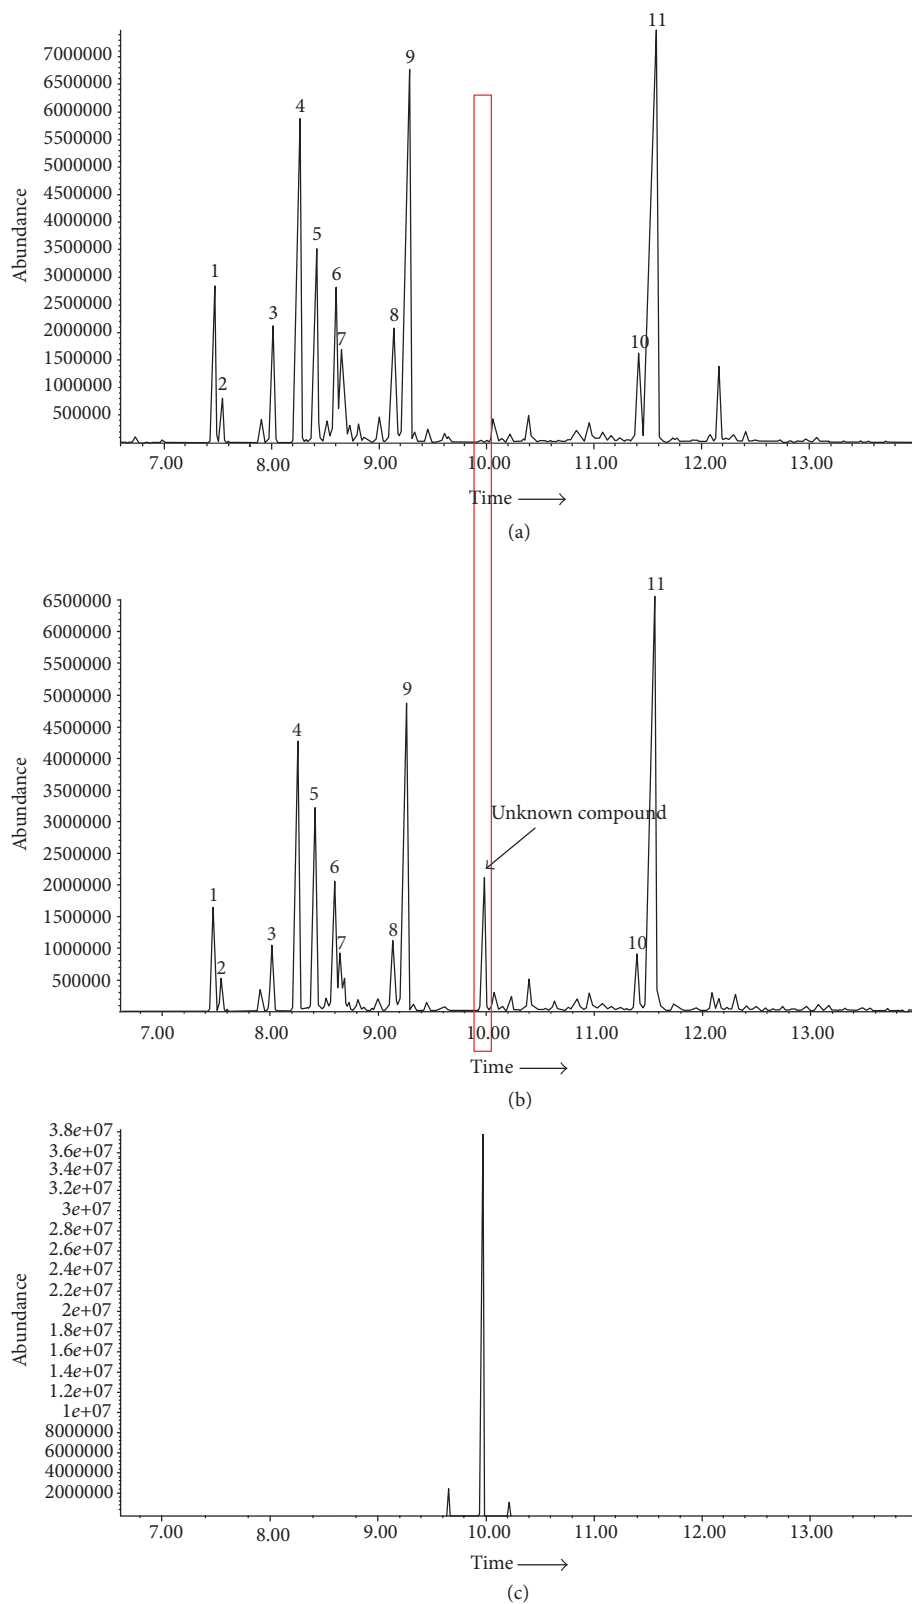 11
7000000
9
6500000
6000000
4
5500000
5000000
4500000
4000000
3500000
5
3000000
1
6
2500000
3
8
2000000
7
10
1500000
2
1000000
500000
Abundance
7.00 8.00 9.00 10.00 11.00 12.00 13.00
Time
(a)
11
6500000
6000000
5500000
5000000
9
4500000
4
4000000
3500000
5
3000000
Unknown compound
2500000
6
2000000
1
1500000
3
8
7
10
1000000
2
500000
Abundance
7.00 8.00 9.00 10.00 11.00 12.00 13.00
Time
(b)
3.8e+07
3.6e+07
3.4e+07
3.2e+07
3e+07
2.8e+07
2.6e+07
2.4e+07
2.2e+07
2e+07
1.8e+07
1.6e+07
1.4e+07
1.2e+07
1e+07
8000000
6000000
4000000
2000000
Abundance
7.00 8.00 9.00 10.00 11.00 12.00 13.00
Time
(c)